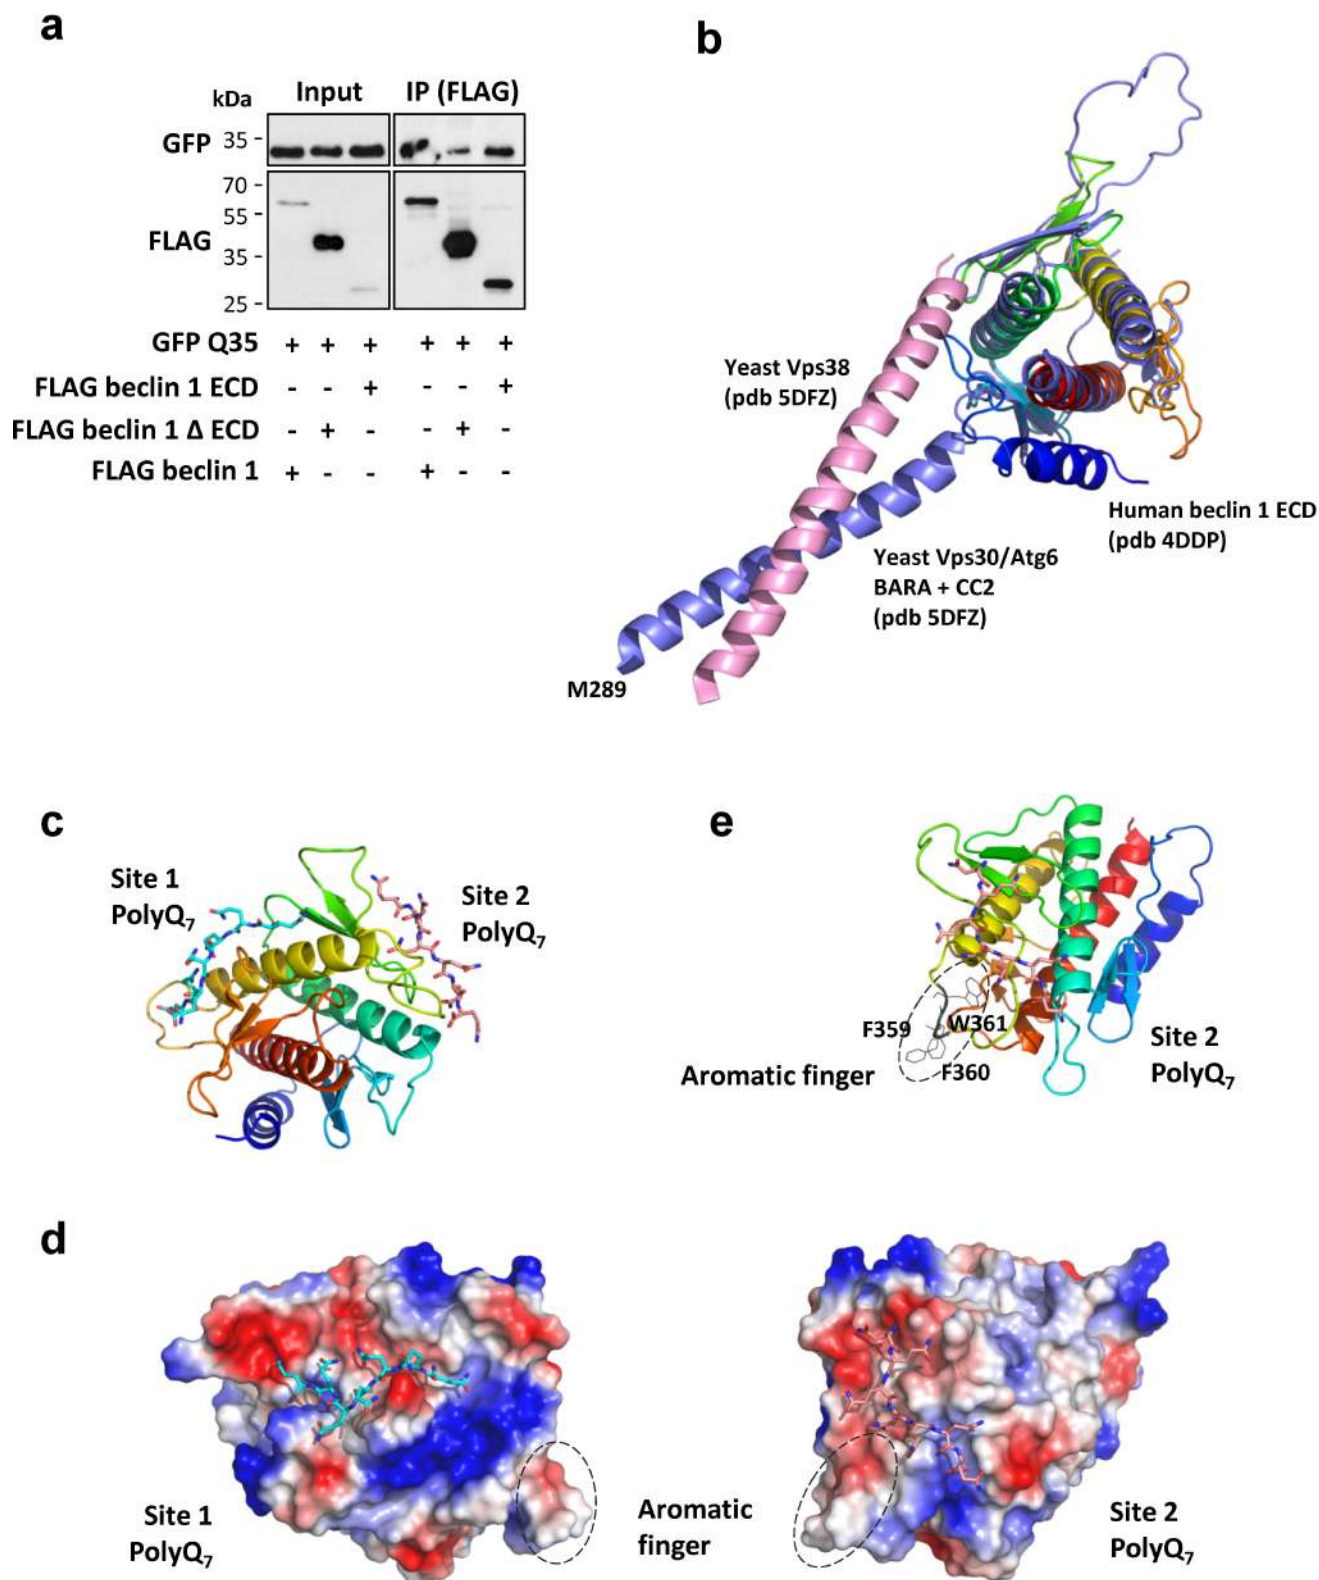 a
kDa
Input
IP (FLAG)
GFP
35 -
70 -
55 -
FLAG
35 -
25 -
GFP Q35 + + + + + +
FLAG beclin 1 ECD - - + - - +
FLAG beclin 1 Δ ECD - + - - + -
FLAG beclin 1 + - - + - -
b
Yeast Vps38
(pdb 5DFZ)
Human beclin 1 ECD
(pdb 4DDP)
Yeast Vps30/Atg6
BARA + CC2
(pdb 5DFZ)
M289
c
Site 1
PolyQ7
Site 2
PolyQ7
e
F359
W361
F360
Aromatic finger
Site 2
PolyQ7
d
Site 1
PolyQ7
Aromatic
finger
Site 2
PolyQ7